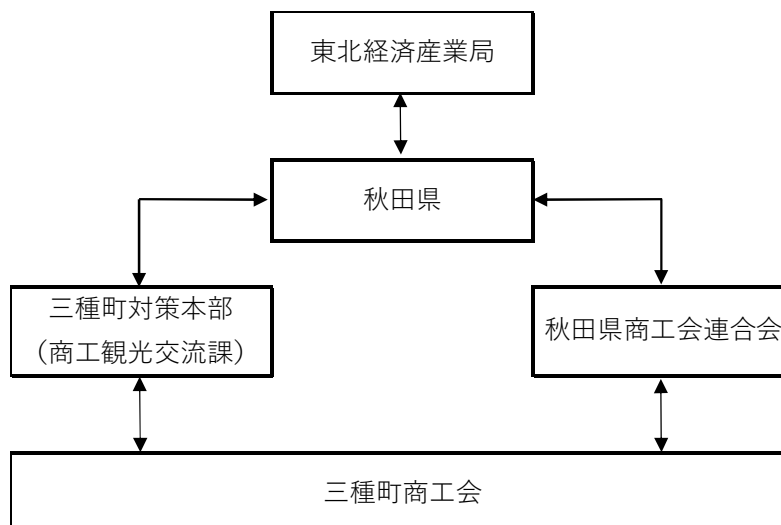 東北経済産業局
秋田県
三種町対策本部
（商工観光交流課）
秋田県商工会連合会
三種町商工会